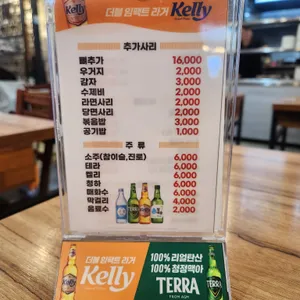 Kelly
더블 임팩트 라거 Kelly
추가사리
뼈추가 16,000
우거지 2,000
감자 3,000
수제비 2,000
라면사리 2,000
당면사리 2,000
볶음밥 3,000
공기밥 1,000
주 류
소주(참이슬,진로) 6,000
테라 6,000
켈리 6,000
청하 6,000
매화수 6,000
막걸리 4,000
음료수 2,000
더블 임팩트 라거
Kelly
100% 리얼탄산
100% 청정맥아
TERRA
FROM AGM